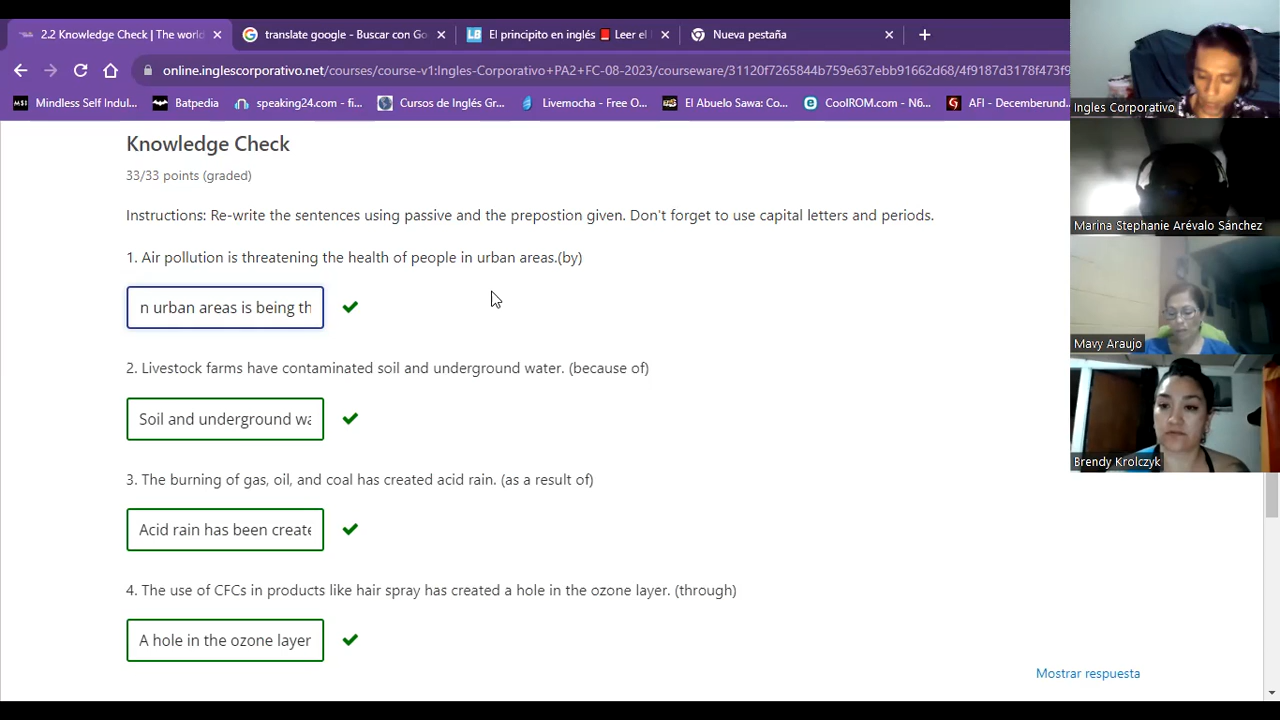 2.2 Knowledge Check | The world
translate google - Buscar con Go
El principito en inglés 📕 Leer el l
Nueva pestaña
online.inglescorporativo.net/courses/course-v1:Ingles-Corporativo+PA2+FC-08-2023/courseware/31120f7265844b759e637ebb91662d68/4f9187d3178f473f9
Mindless Self Indul...
Batpedia
speaking24.com - fi...
Cursos de Inglés Gr...
Livemocha - Free O...
El Abuelo Sawa: Co...
CoolROM.com - N6...
AFI - Decemberund...
Ingles Corporativo
Marina Stephanie Arévalo Sánchez
Mavy Araujo
Brendy Krolczyk
Knowledge Check
33/33 points (graded)
Instructions: Re-write the sentences using passive and the prepostion given. Don't forget to use capital letters and periods.
1. Air pollution is threatening the health of people in urban areas.(by)
n urban areas is being th
2. Livestock farms have contaminated soil and underground water. (because of)
Soil and underground wa
3. The burning of gas, oil, and coal has created acid rain. (as a result of)
Acid rain has been create
4. The use of CFCs in products like hair spray has created a hole in the ozone layer. (through)
A hole in the ozone layer
Mostrar respuesta